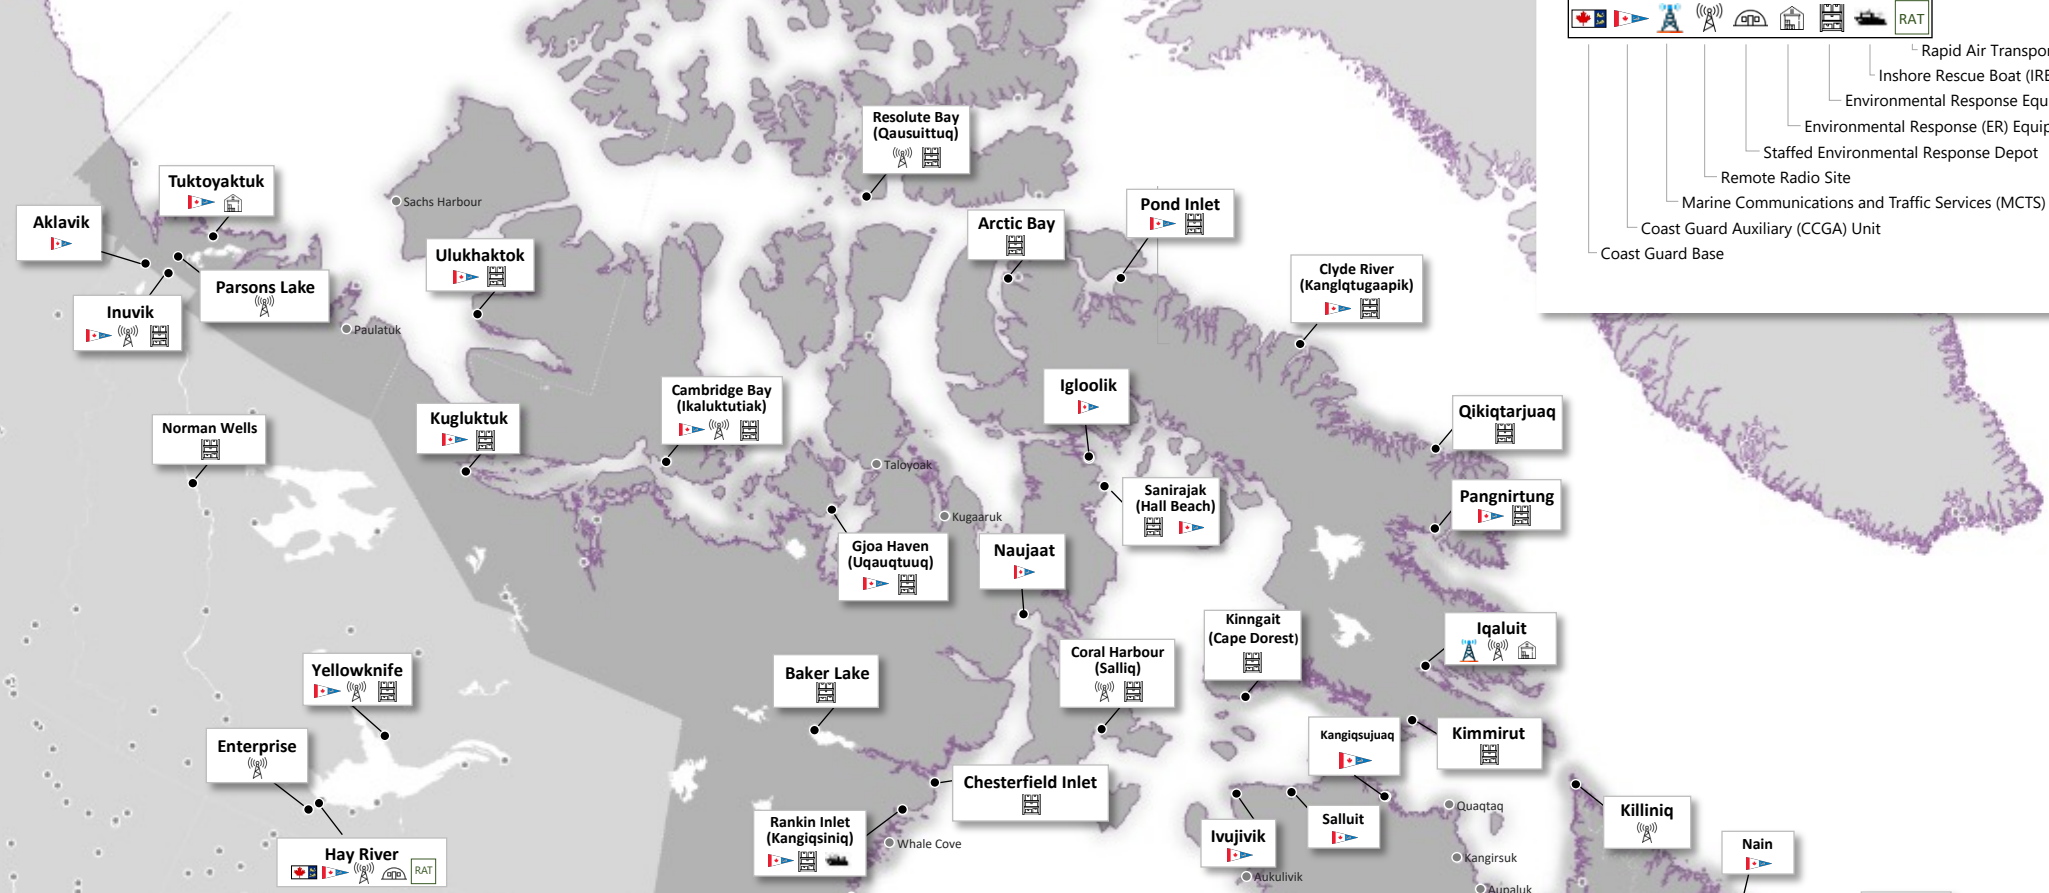 RAT
Rapid Air Transpor
Inshore Rescue Boat (IRB
Environmental Response Equ
Environmental Response (ER) Equip
Staffed Environmental Response Depot
Remote Radio Site
Marine Communications and Traffic Services (MCTS)
Coast Guard Auxiliary (CCGA) Unit
Coast Guard Base
Resolute Bay
(Qausuittuq)
Tuktoyaktuk
Sachs Harbour
Aklavik
Pond Inlet
Arctic Bay
Ulukhaktok
Clyde River
(Kanglqtugaapik)
Parsons Lake
Inuvik
Paulatuk
Cambridge Bay
(Ikaluktutiak)
Igloolik
Kugluktuk
Qikiqtarjuaq
Norman Wells
Taloyoak
Sanirajak
(Hall Beach)
Pangnirtung
Kugaaruk
Gjoa Haven
(Uqauqtuuq)
Naujaat
Kinngait
(Cape Dorest)
Iqaluit
Coral Harbour
(Salliq)
Yellowknife
Baker Lake
Kangiqsujuaq
Kimmirut
Enterprise
Chesterfield Inlet
Quaqtaq
Killiniq
Rankin Inlet
(Kangiqsiniq)
Salluit
Ivujivik
Whale Cove
Nain
Hay River
RAT
Kangirsuk
Aukulivik
Aupaluk